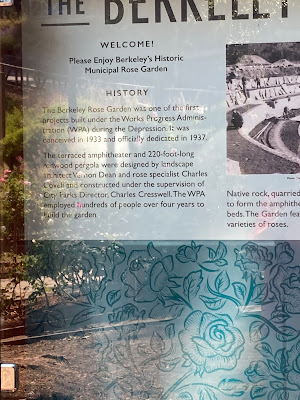 THE BERKELEY
WELCOME!
Please Enjoy Berkeley's Historic
Municipal Rose Garden
HISTORY
The Berkeley Rose Garden was one of the first
projects built under the Works Progress Adminis-
tration (WPA) during the Depression. It was
conceived in 1933 and officially dedicated in 1937.
The terraced amphitheater and 220-foot-long
redwood pergola were designed by landscape
architect Vernon Dean and rose specialist Charles
Covell and constructed under the supervision of
City Parks Director, Charles Cresswell. The WPA
employed hundreds of people over four years to
build the garden
Native rock, quarried
to form the amphithe
beds. The Garden fea
varieties of roses.